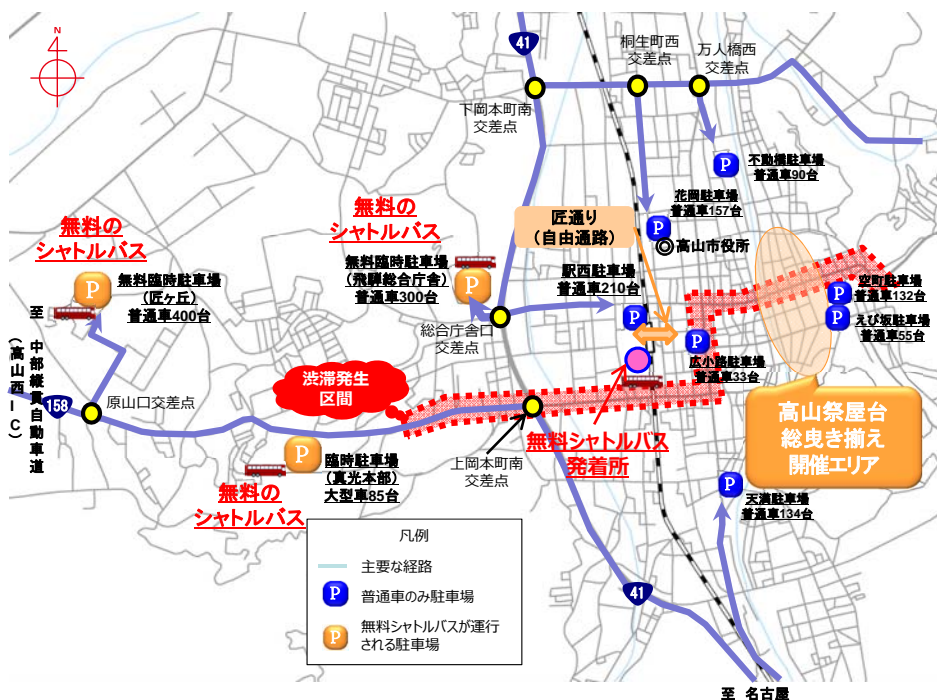 N
41
桐生町西
交差点
万人橋西
交差点
下岡本町南
交差点
不動橋駐車場
普通車90台
花岡駐車場
普通車157台
高山市役所
匠通り
(自由通路)
無料の
シャトルバス
無料の
シャトルバス
無料臨時駐車場
(飛騨総合庁舎)
普通車300台
駅西駐車場
普通車210台
空町駐車場
普通車132台
えび坂駐車場
普通車55台
P
無料臨時駐車場
(匠ヶ丘)
普通車400台
総合庁舎口
交差点
広小路駐車場
普通車33台
至 中部縦貫自動車道
(高山西IC)
158
原山口交差点
渋滞発生
区間
無料シャトルバス
発着所
上岡本町南
交差点
高山祭屋台
総曳き揃え
開催エリア
臨時駐車場
(真光本部)
大型車85台
無料の
シャトルバス
天満駐車場
普通車134台
凡例
主要な経路
P 普通車のみ駐車場
P 無料シャトルバスが運行
される駐車場
41
至 名古屋